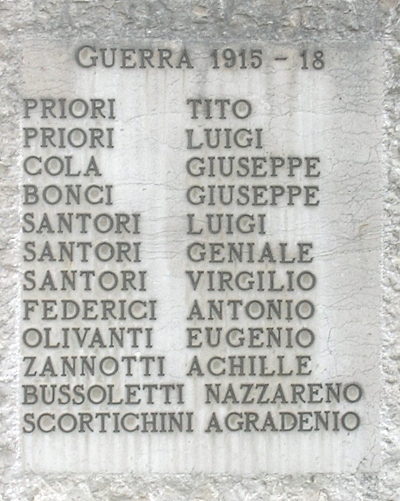 GUERRA 1915 - 18
PRIORI TITO
PRIORI LUIGI
COLA GIUSEPPE
BONCI GIUSEPPE
SANTORI LUIGI
SANTORI GENIALE
SANTORI VIRGILIO
FEDERICI ANTONIO
OLIVANTI EUGENIO
ZANNOTTI ACHILLE
BUSSOLETTI NAZZARENO
SCORTICHINI AGRADENIO